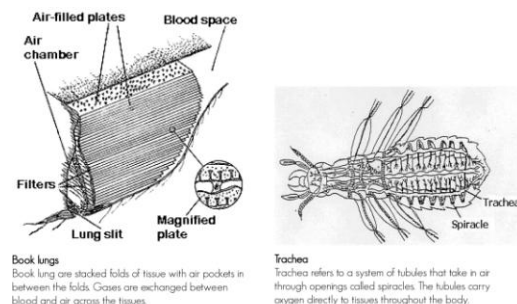 Air-filled plates
Blood space
Air
chamber
Filters
Lung slit
Magnified
plate
Book lungs
Book lung are stacked folds of tissue with air pockets in
between the folds. Gases are exchanged between
blood and air across the tissues.
Trachea
Spiracle
Trachea
Trachea refers to a system of tubules that take in air
through openings called spiracles. The tubules carry
oxygen directly to tissues throughout the body.